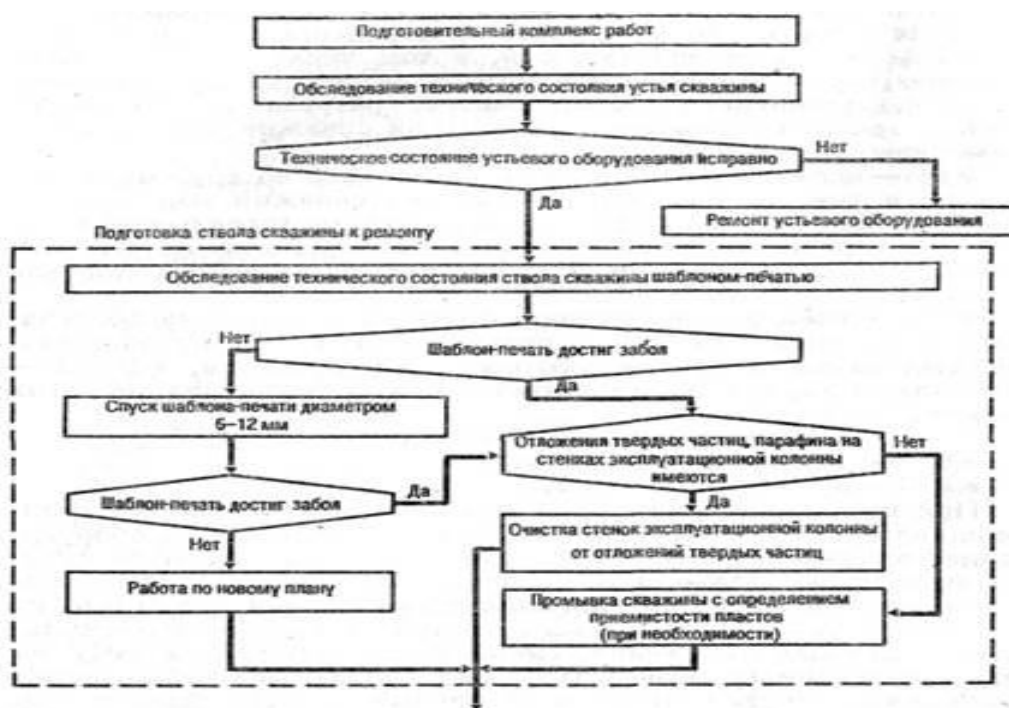 Подготовительный комплекс работ
Обследование технического состояния устья скважины
Техническое состояние устьевого оборудования исправно
Нет
Да
Ремонт устьевого оборудования
Подготовка ствола скважины к ремонту
Обследование технического состояния ствола скважины шаблоном-печатью
Нет
Шаблон-печать достиг забоя
Да
Спуск шаблона-печати диаметром
6–12 мм
Отложения твердых частиц, парафина на
стенках эксплуатационной колонны
имеются
Нет
Шаблон-печать достиг забоя
Да
Да
Нет
Очистка стенок эксплуатационной колонны
от отложений твердых частиц
Работа по новому плану
Промывка скважины с определением
приемистости пластов
(при необходимости)